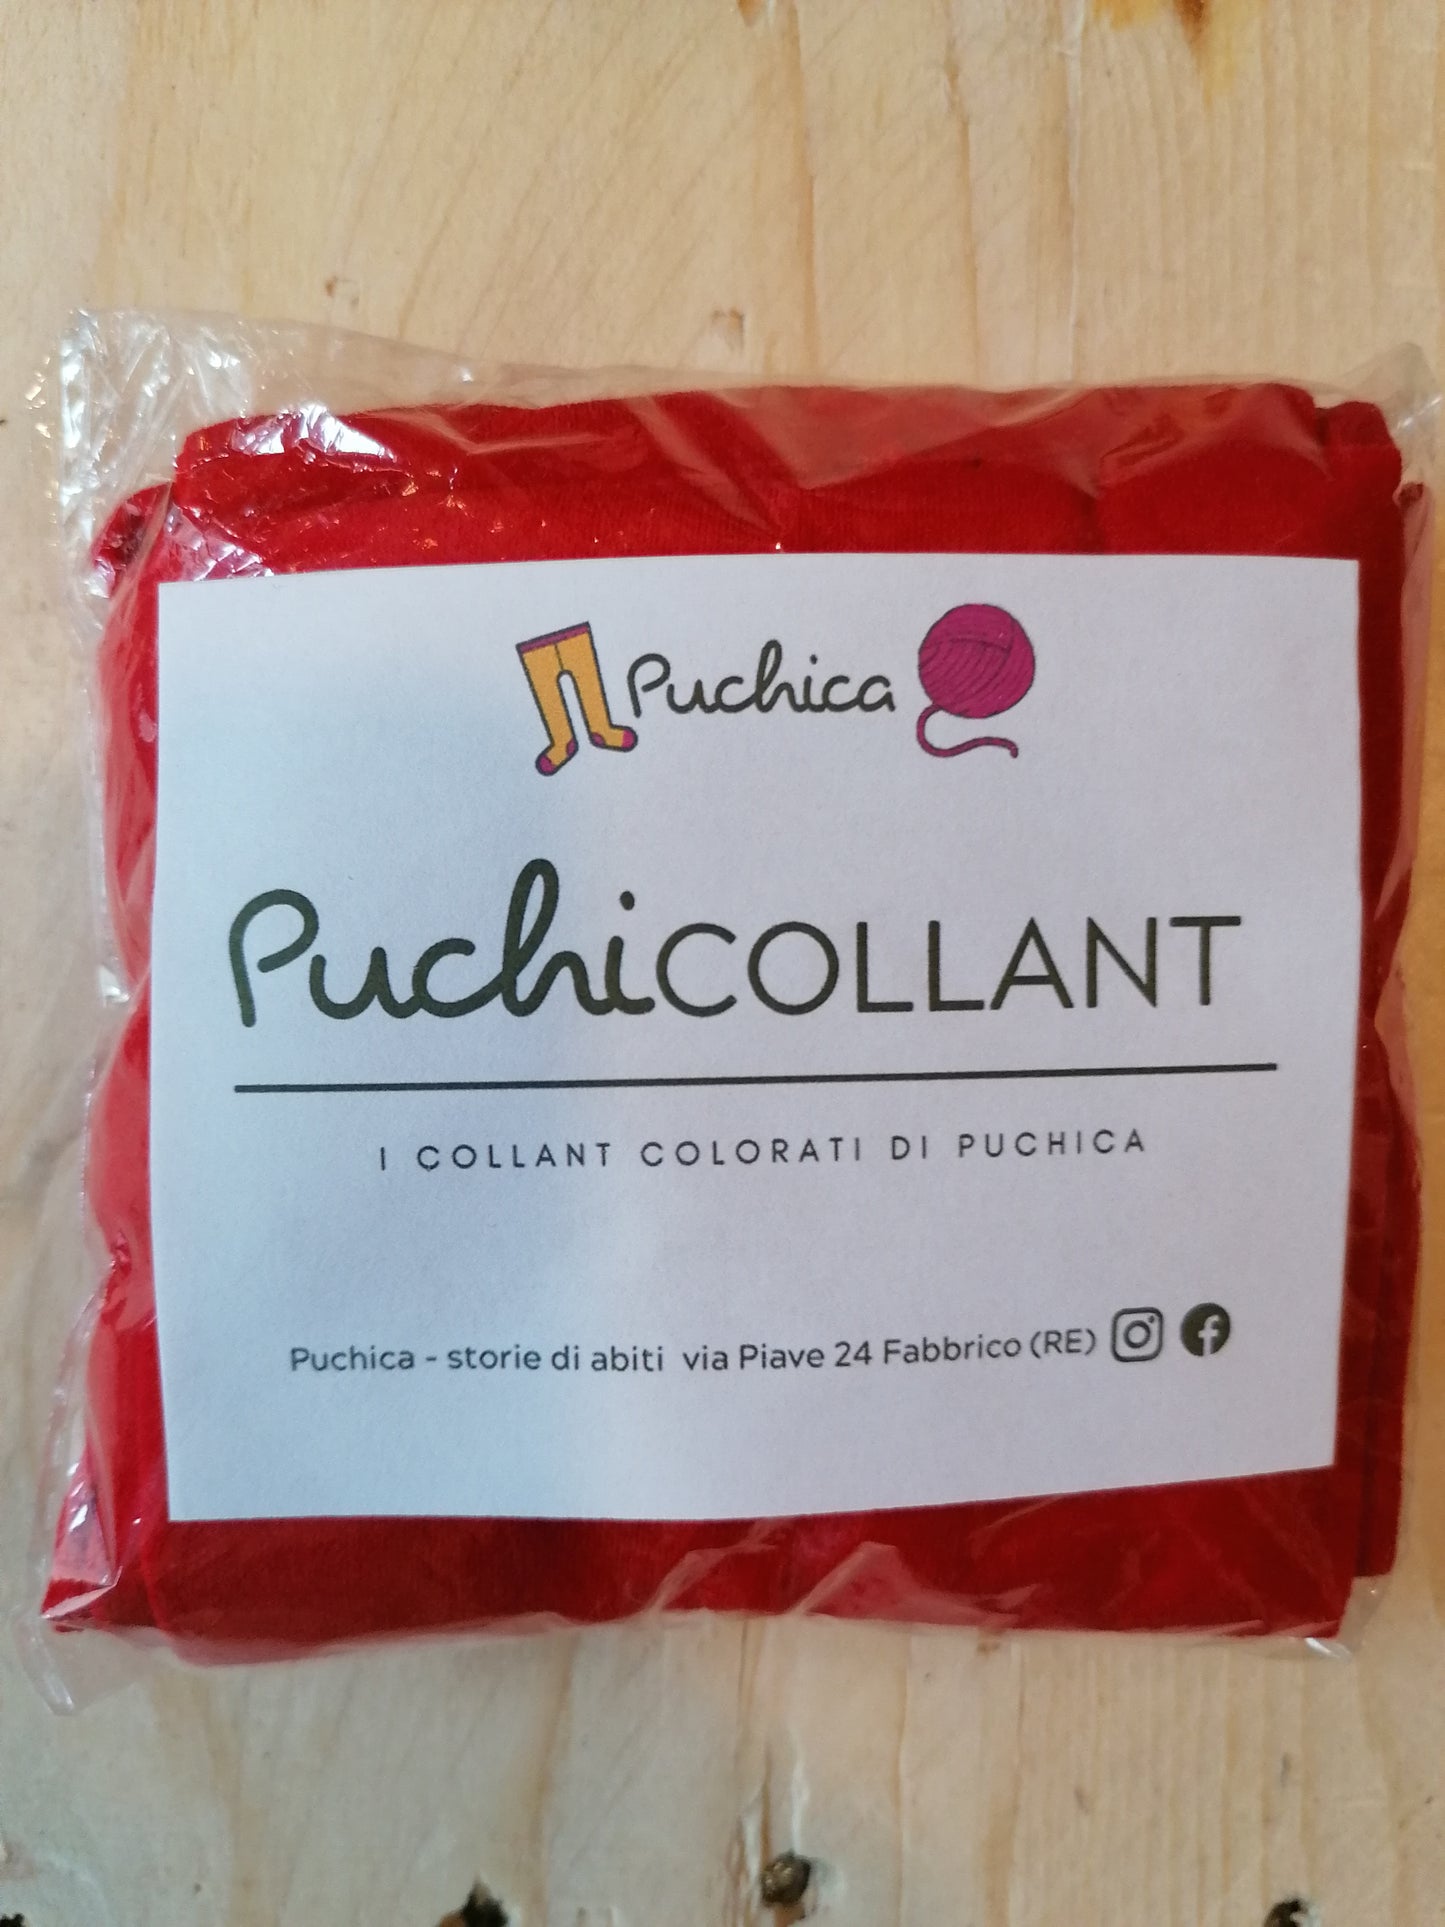 Puchica
PuchiCOLLANT
I COLLANT COLORATI DI PUCHICA
Puchica - storie di abiti via Piave 24 Fabbrico (RE)